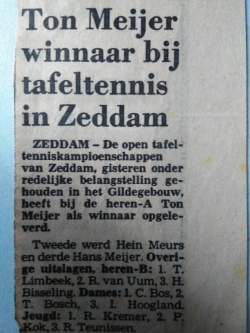 Ton Meijer
winnaar bij
tafeltennis
in Zeddam
ZEDDAM – De open tafel-
tenniskampioenschappen
van Zeddam, gisteren onder
redelijke belangstelling ge-
houden in het Gildegebouw,
heeft bij de heren-A Ton
Meijer als winnaar opgele-
verd.
Tweede werd Hein Meurs
en derde Hans Meijer. Overi-
ge uitslagen, heren-B: 1. T.
Limbeek, 2. R. van Uum, 3. H.
Bisseling. Dames: 1. C. Bos, 2
T. Bosch, 3. I. Hoogland.
Jeugd: 1. R. Kremer, 2. P.
Kok, 3. R. Teunissen.